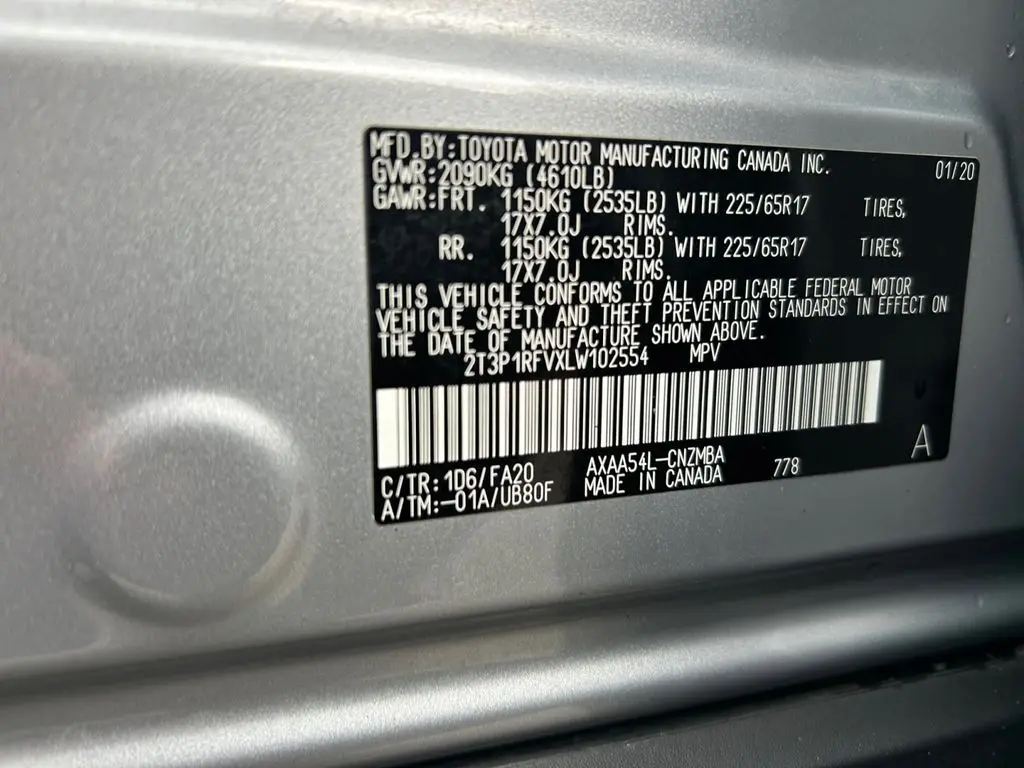 MFD.BY:TOYOTA MOTOR MANUFACTURING CANADA INC. 01/20
GVWR:2090KG (4610LB)
GAWR:FRT. 1150KG (2535LB) WITH 225/65R17 TIRES,
17X7.0J RIMS.
RR. 1150KG (2535LB) WITH 225/65R17 TIRES,
17X7.0J RIMS.
THIS VEHICLE CONFORMS TO ALL APPLICABLE FEDERAL MOTOR
VEHICLE SAFETY AND THEFT PREVENTION STANDARDS IN EFFECT ON
THE DATE OF MANUFACTURE SHOWN ABOVE.
2T3P1RFVXLW102554 MPV
C/TR:1D6/FA20 AXAA54L-CNZMBA 778 A
A/TM:-01A/UB80F MADE IN CANADA